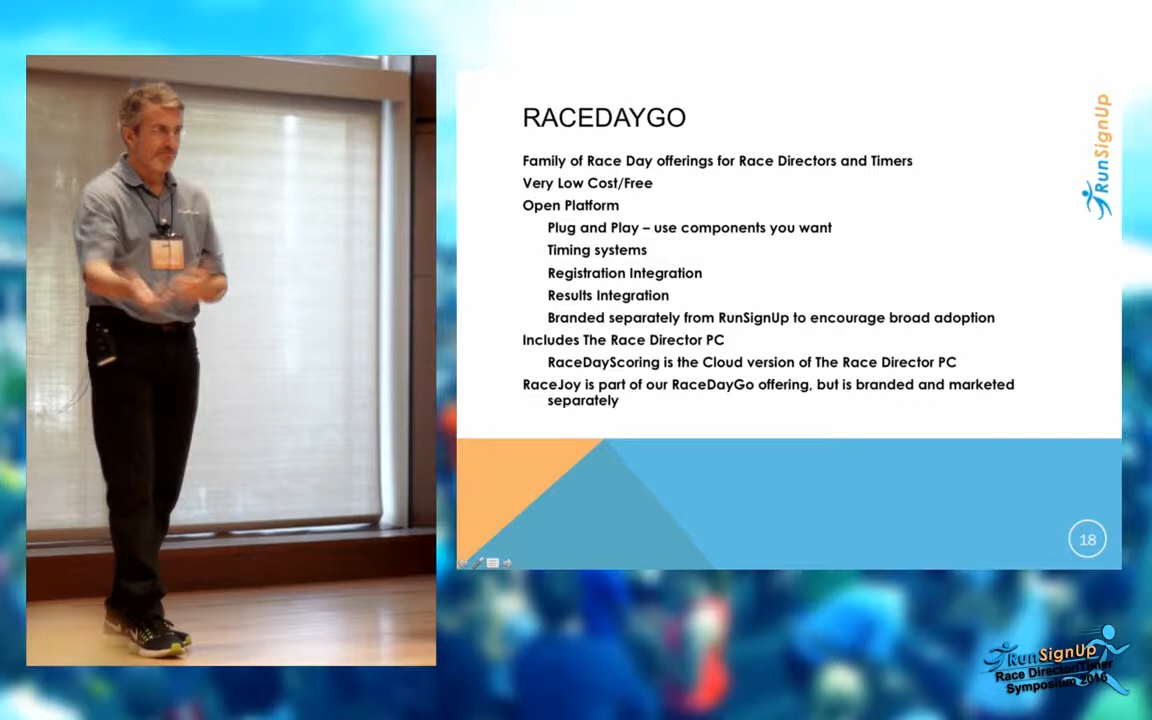 RACEDAYGO
Family of Race Day offerings for Race Directors and Timers
Very Low Cost/Free
Open Platform
Plug and Play – use components you want
Timing systems
Registration Integration
Results Integration
Branded separately from RunSignUp to encourage broad adoption
Includes The Race Director PC
RaceDayScoring is the Cloud version of The Race Director PC
RaceJoy is part of our RaceDayGo offering, but is branded and marketed
separately
RunSignUp
18
RunSignUp
Race Director/Timer
Symposium 2016